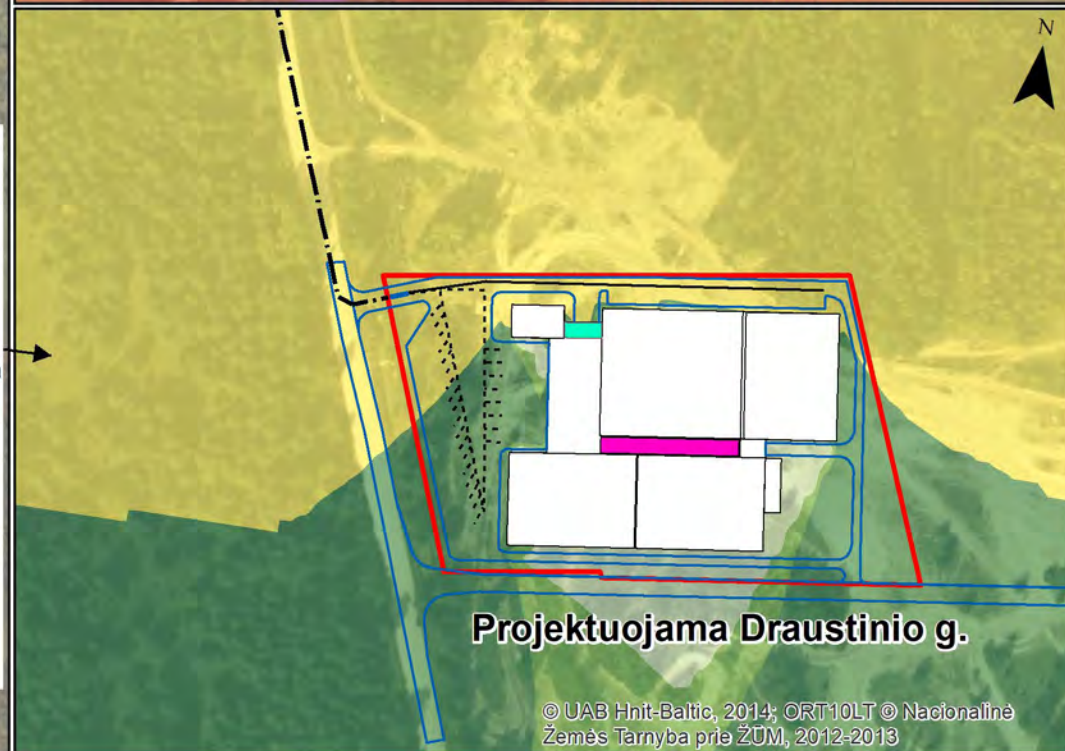 N
Projektuojama Draustinio g.
© UAB Hnit-Baltic, 2014; ORT10LT © Nacionalinė
Žemės Tarnyba prie ŽŪM, 2012-2013